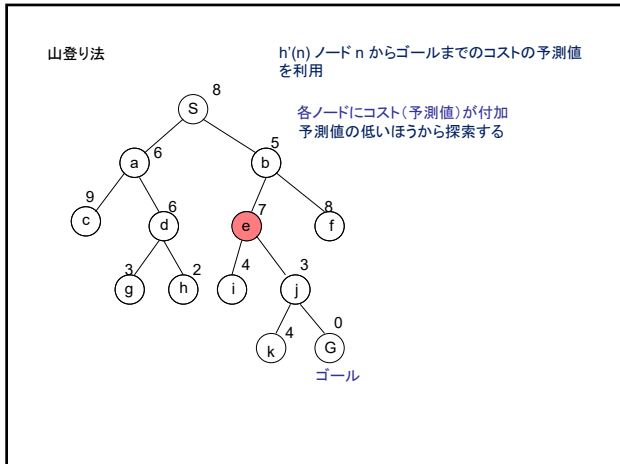 山登り法
h'(n) ノード n からゴールまでのコストの予測値
を利用
各ノードにコスト(予測値)が付加
予測値の低いほうから探索する
8
S
6
5
a
b
9
6
7
8
c
d
e
f
3
2
4
3
g
h
i
j
4
0
k
G
ゴール